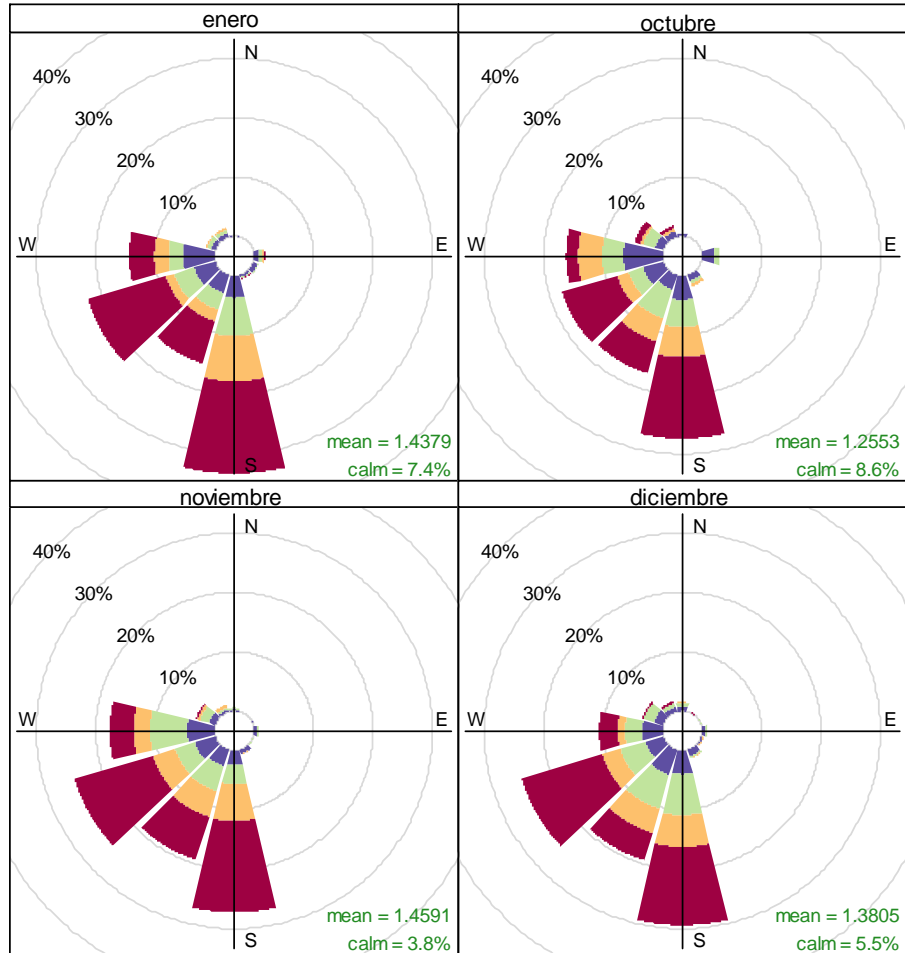 enero
N
40%
30%
20%
10%
W
E
mean = 1.4379
S
calm = 7.4%
octubre
N
40%
30%
20%
10%
W
E
mean = 1.2553
S
calm = 8.6%
noviembre
N
40%
30%
20%
10%
W
E
mean = 1.4591
S
calm = 3.8%
diciembre
N
40%
30%
20%
10%
W
E
mean = 1.3805
S
calm = 5.5%